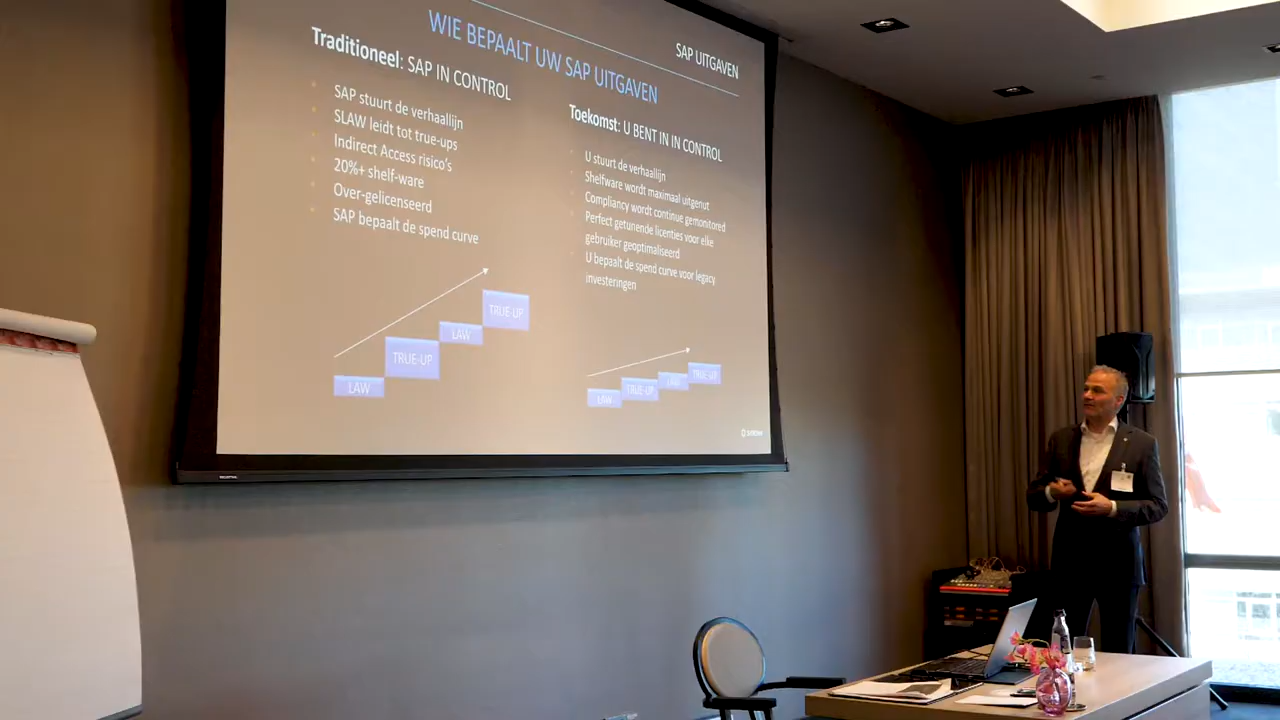 WIE BEPAALT UW SAP UITGAVEN
SAP UITGAVEN
Traditioneel: SAP IN CONTROL
SAP stuurt de verhaallijn
SLAW leidt tot true-ups
Indirect Access risico's
20%+ shelf-ware
Over-gelicenseerd
SAP bepaalt de spend curve
LAW
TRUE-UP
LAW
TRUE-UP
Toekomst: U BENT IN IN CONTROL
U stuurt de verhaallijn
Shelfware wordt maximaal uitgenut
Compliancy wordt continue gemonitored
Perfect getunende licenties voor elke
gebruiker geoptimaliseerd
U bepaalt de spend curve voor legacy
investeringen
LAW
TRUE-UP
LAW
TRUE-UP